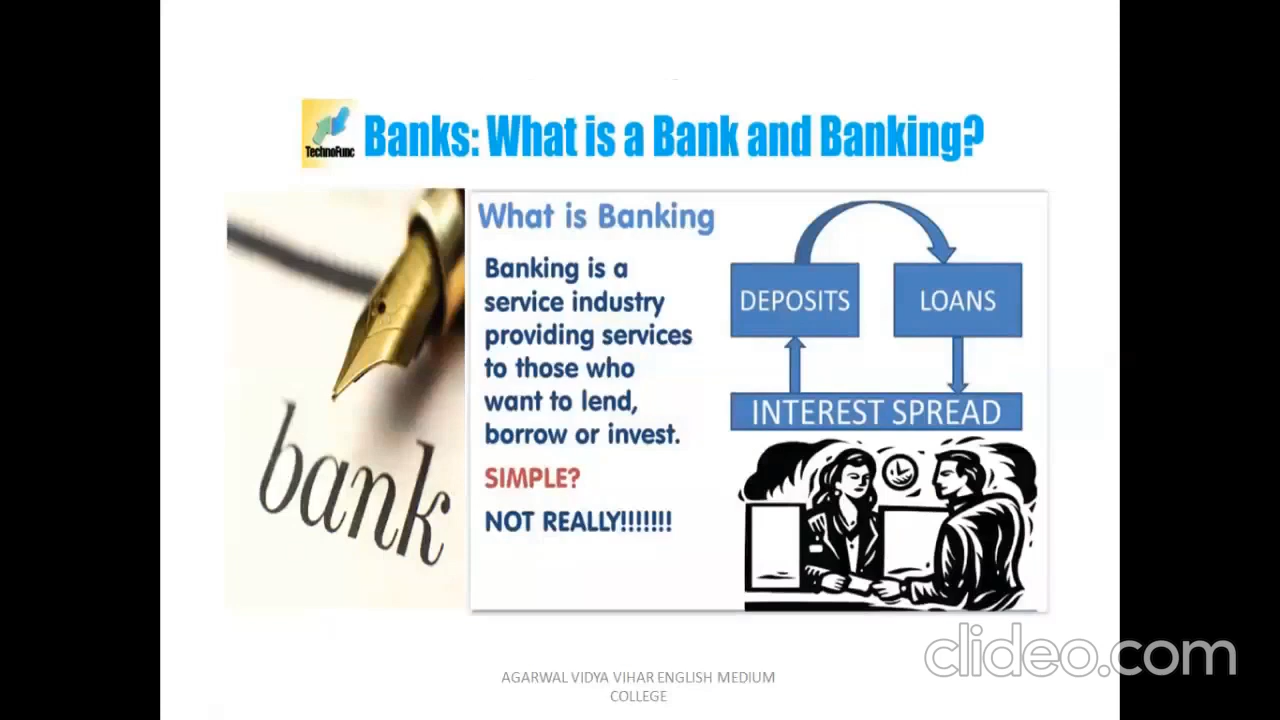 TechnoFunc
Banks: What is a Bank and Banking?
bank
What is Banking
Banking is a
service industry
providing services
to those who
want to lend,
borrow or invest.
SIMPLE?
NOT REALLY!!!!!!!
DEPOSITS
LOANS
INTEREST SPREAD
clideo.com
AGARWAL VIDYA VIHAR ENGLISH MEDIUM
COLLEGE